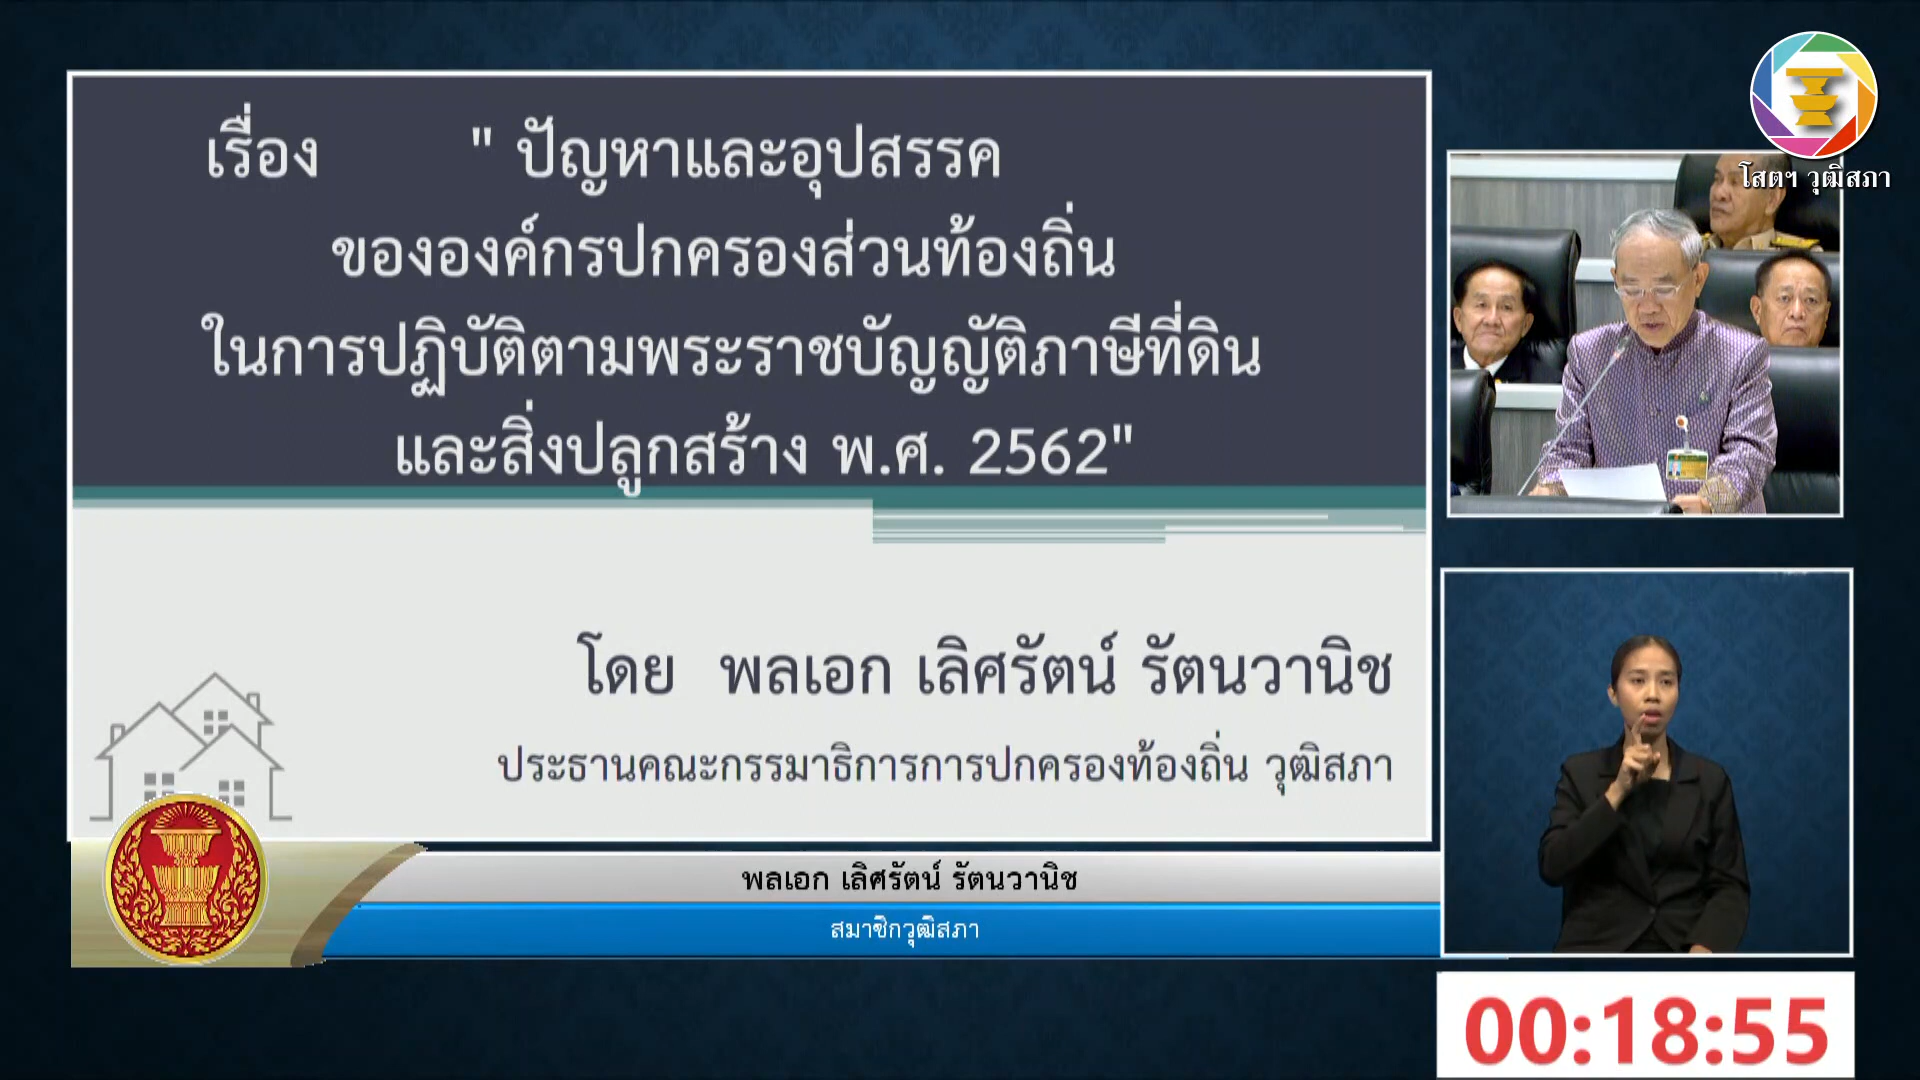 เรื่อง " ปัญหาและอุปสรรค
ขององค์กรปกครองส่วนท้องถิ่น
ในการปฏิบัติตามพระราชบัญญัติภาษีที่ดิน
และสิ่งปลูกสร้าง พ.ศ. 2562"
โดย พลเอก เลิศรัตน์ รัตนวานิช
ประธานคณะกรรมาธิการการปกครองท้องถิ่น วุฒิสภา
พลเอก เลิศรัตน์ รัตนวานิช
สมาชิกวุฒิสภา
โสตฯ วุฒิสภา
00:18:55